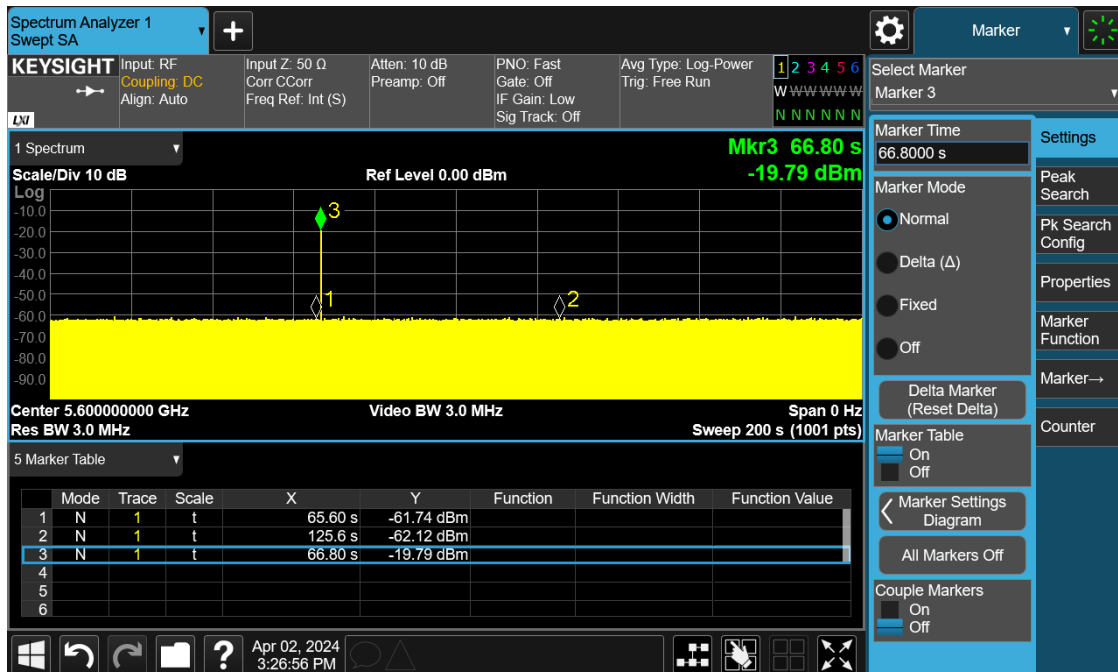 Spectrum Analyzer 1
Swept SA
+
Marker
KEYSIGHT
LXI
Input: RF
Coupling: DC
Align: Auto
Input Z: 50 Ω
Corr CCorr
Freq Ref: Int (S)
Atten: 10 dB
Preamp: Off
PNO: Fast
Gate: Off
IF Gain: Low
Sig Track: Off
Avg Type: Log-Power
Trig: Free Run
1 2 3 4 5 6
W W W W W W
N N N N N N
Select Marker
Marker 3
1 Spectrum
Mkr3 66.80 s
-19.79 dBm
Scale/Div 10 dB
Ref Level 0.00 dBm
Log
-10.0
-20.0
-30.0
-40.0
-50.0
-60.0
-70.0
-80.0
-90.0
3
1
2
Center 5.600000000 GHz
Video BW 3.0 MHz
Span 0 Hz
Res BW 3.0 MHz
Sweep 200 s (1001 pts)
5 Marker Table
Mode Trace Scale X Y Function Function Width Function Value
1 N 1 t 65.60 s -61.74 dBm
2 N 1 t 125.6 s -62.12 dBm
3 N 1 t 66.80 s -19.79 dBm
4
5
6
Marker Time
66.8000 s
Marker Mode
Normal
Delta (Δ)
Fixed
Off
Delta Marker
(Reset Delta)
Marker Table
On
Off
Marker Settings
Diagram
All Markers Off
Couple Markers
On
Off
Settings
Peak
Search
Pk Search
Config
Properties
Marker
Function
Marker→
Counter
?
Apr 02, 2024
3:26:56 PM